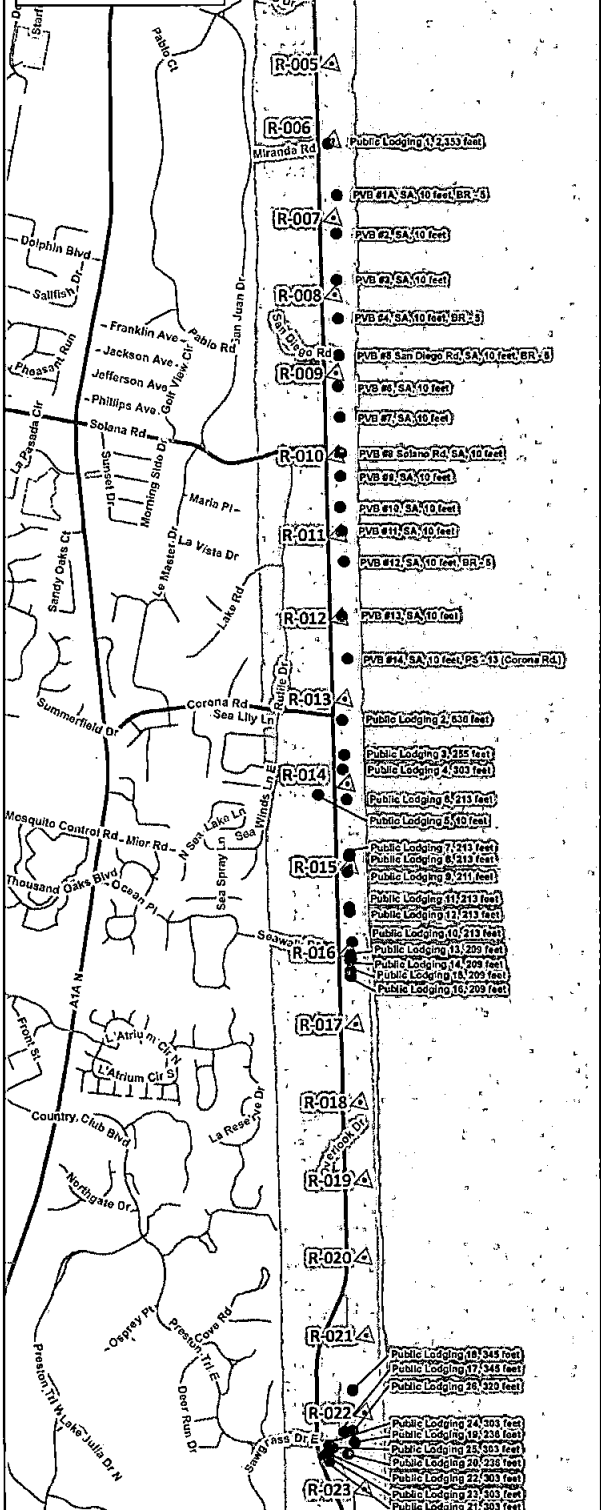 Pablo Ct
R-005
R-006
Public Lodging 1, 2,353 feet
Miranda Rd
PVB #1A, SA, 10 feet, BR - 5
R-007
PVB #2, SA, 10 feet
Dolphin Blvd
Sailfish Dr
PVB #3, SA, 10 feet
R-008
San Juan Dr
PVB #4, SA, 10 feet, BR - 5
Franklin Ave
Pablo Rd
San Diego Rd
Pheasant Run
Jackson Ave
PVB #5 San Diego Rd, SA, 10 feet, BR - 5
R-009
Jefferson Ave
Golf View Cir
PVB #6, SA, 10 feet
Phillips Ave
La Pasada Cir
PVB #7, SA, 10 feet
Solana Rd
R-010
PVB #8 Solano Rd, SA, 10 feet
Sunset Dr
Morning Side Dr
PVB #9, SA, 10 feet
Maria Pl
PVB #10, SA, 10 feet
R-011
PVB #11, SA, 10 feet
Sandy Oaks Ct
La Vista Dr
Le Master Dr
PVB #12, SA, 10 feet, BR - 5
Lake Rd
R-012
PVB #13, SA, 10 feet
PVB #14, SA, 10 feet, PS - 13 (Corona Rd.)
Rutile Dr
R-013
Corona Rd
Sea Lily Ln
Summerfield Dr
Public Lodging 2, 636 feet
Public Lodging 3, 255 feet
Public Lodging 4, 303 feet
R-014
Public Lodging 6, 213 feet
Public Lodging 5, 10 feet
Sea Winds Ln E
N Sea Lake Ln
Mosquito Control Rd
Mier Rd
Sea Spray Ln
Public Lodging 7, 213 feet
Public Lodging 8, 213 feet
R-015
Public Lodging 9, 211 feet
Thousand Oaks Blvd
Ocean Pl
Public Lodging 11, 213 feet
Public Lodging 12, 213 feet
Public Lodging 10, 213 feet
R-016
Public Lodging 13, 209 feet
Public Lodging 14, 209 feet
Public Lodging 15, 209 feet
Public Lodging 16, 209 feet
A1A N
R-017
Front St
L'Atrium Cir N
L'Atrium Cir S
R-018
La Reserve Dr
Country Club Blvd
R-019
Northgate Dr
R-020
Osprey Pt
Preston Trl E
Cove Rd
R-021
Preston Trl W
Lake Julia Dr N
Deer Run Dr
Public Lodging 18, 345 feet
Public Lodging 17, 345 feet
Public Lodging 26, 320 feet
R-022
Sawgrass Dr E
Public Lodging 24, 303 feet
Public Lodging 19, 236 feet
Public Lodging 25, 303 feet
Public Lodging 20, 236 feet
Public Lodging 22, 303 feet
R-023
Public Lodging 23, 303 feet
Public Lodging 21, 303 feet